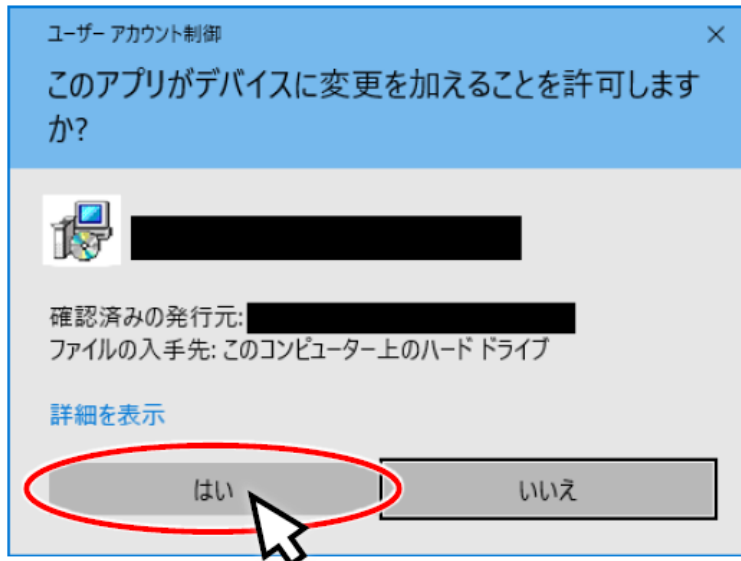 ユーザー アカウント制御
このアプリがデバイスに変更を加えることを許可します
か?
確認済みの発行元:
ファイルの入手先: このコンピューター上のハード ドライブ
詳細を表示
はい
いいえ